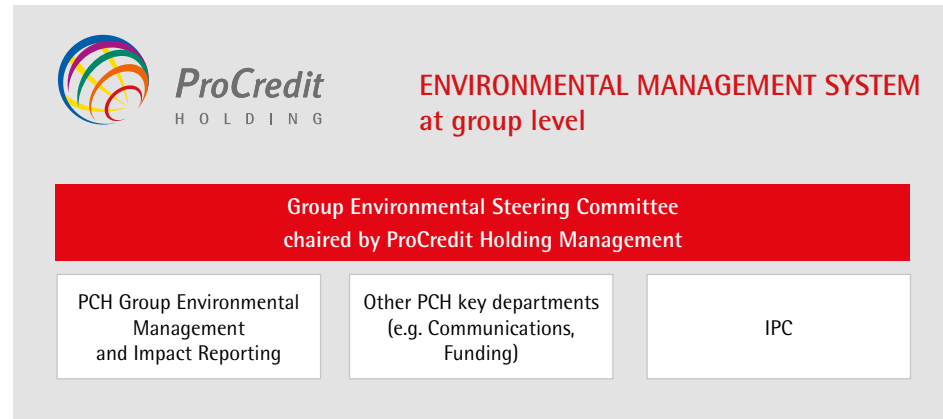 ProCredit
HOLDING
ENVIRONMENTAL MANAGEMENT SYSTEM
at group level
Group Environmental Steering Committee
chaired by ProCredit Holding Management
PCH Group Environmental
Management
and Impact Reporting
Other PCH key departments
(e.g. Communications,
Funding)
IPC